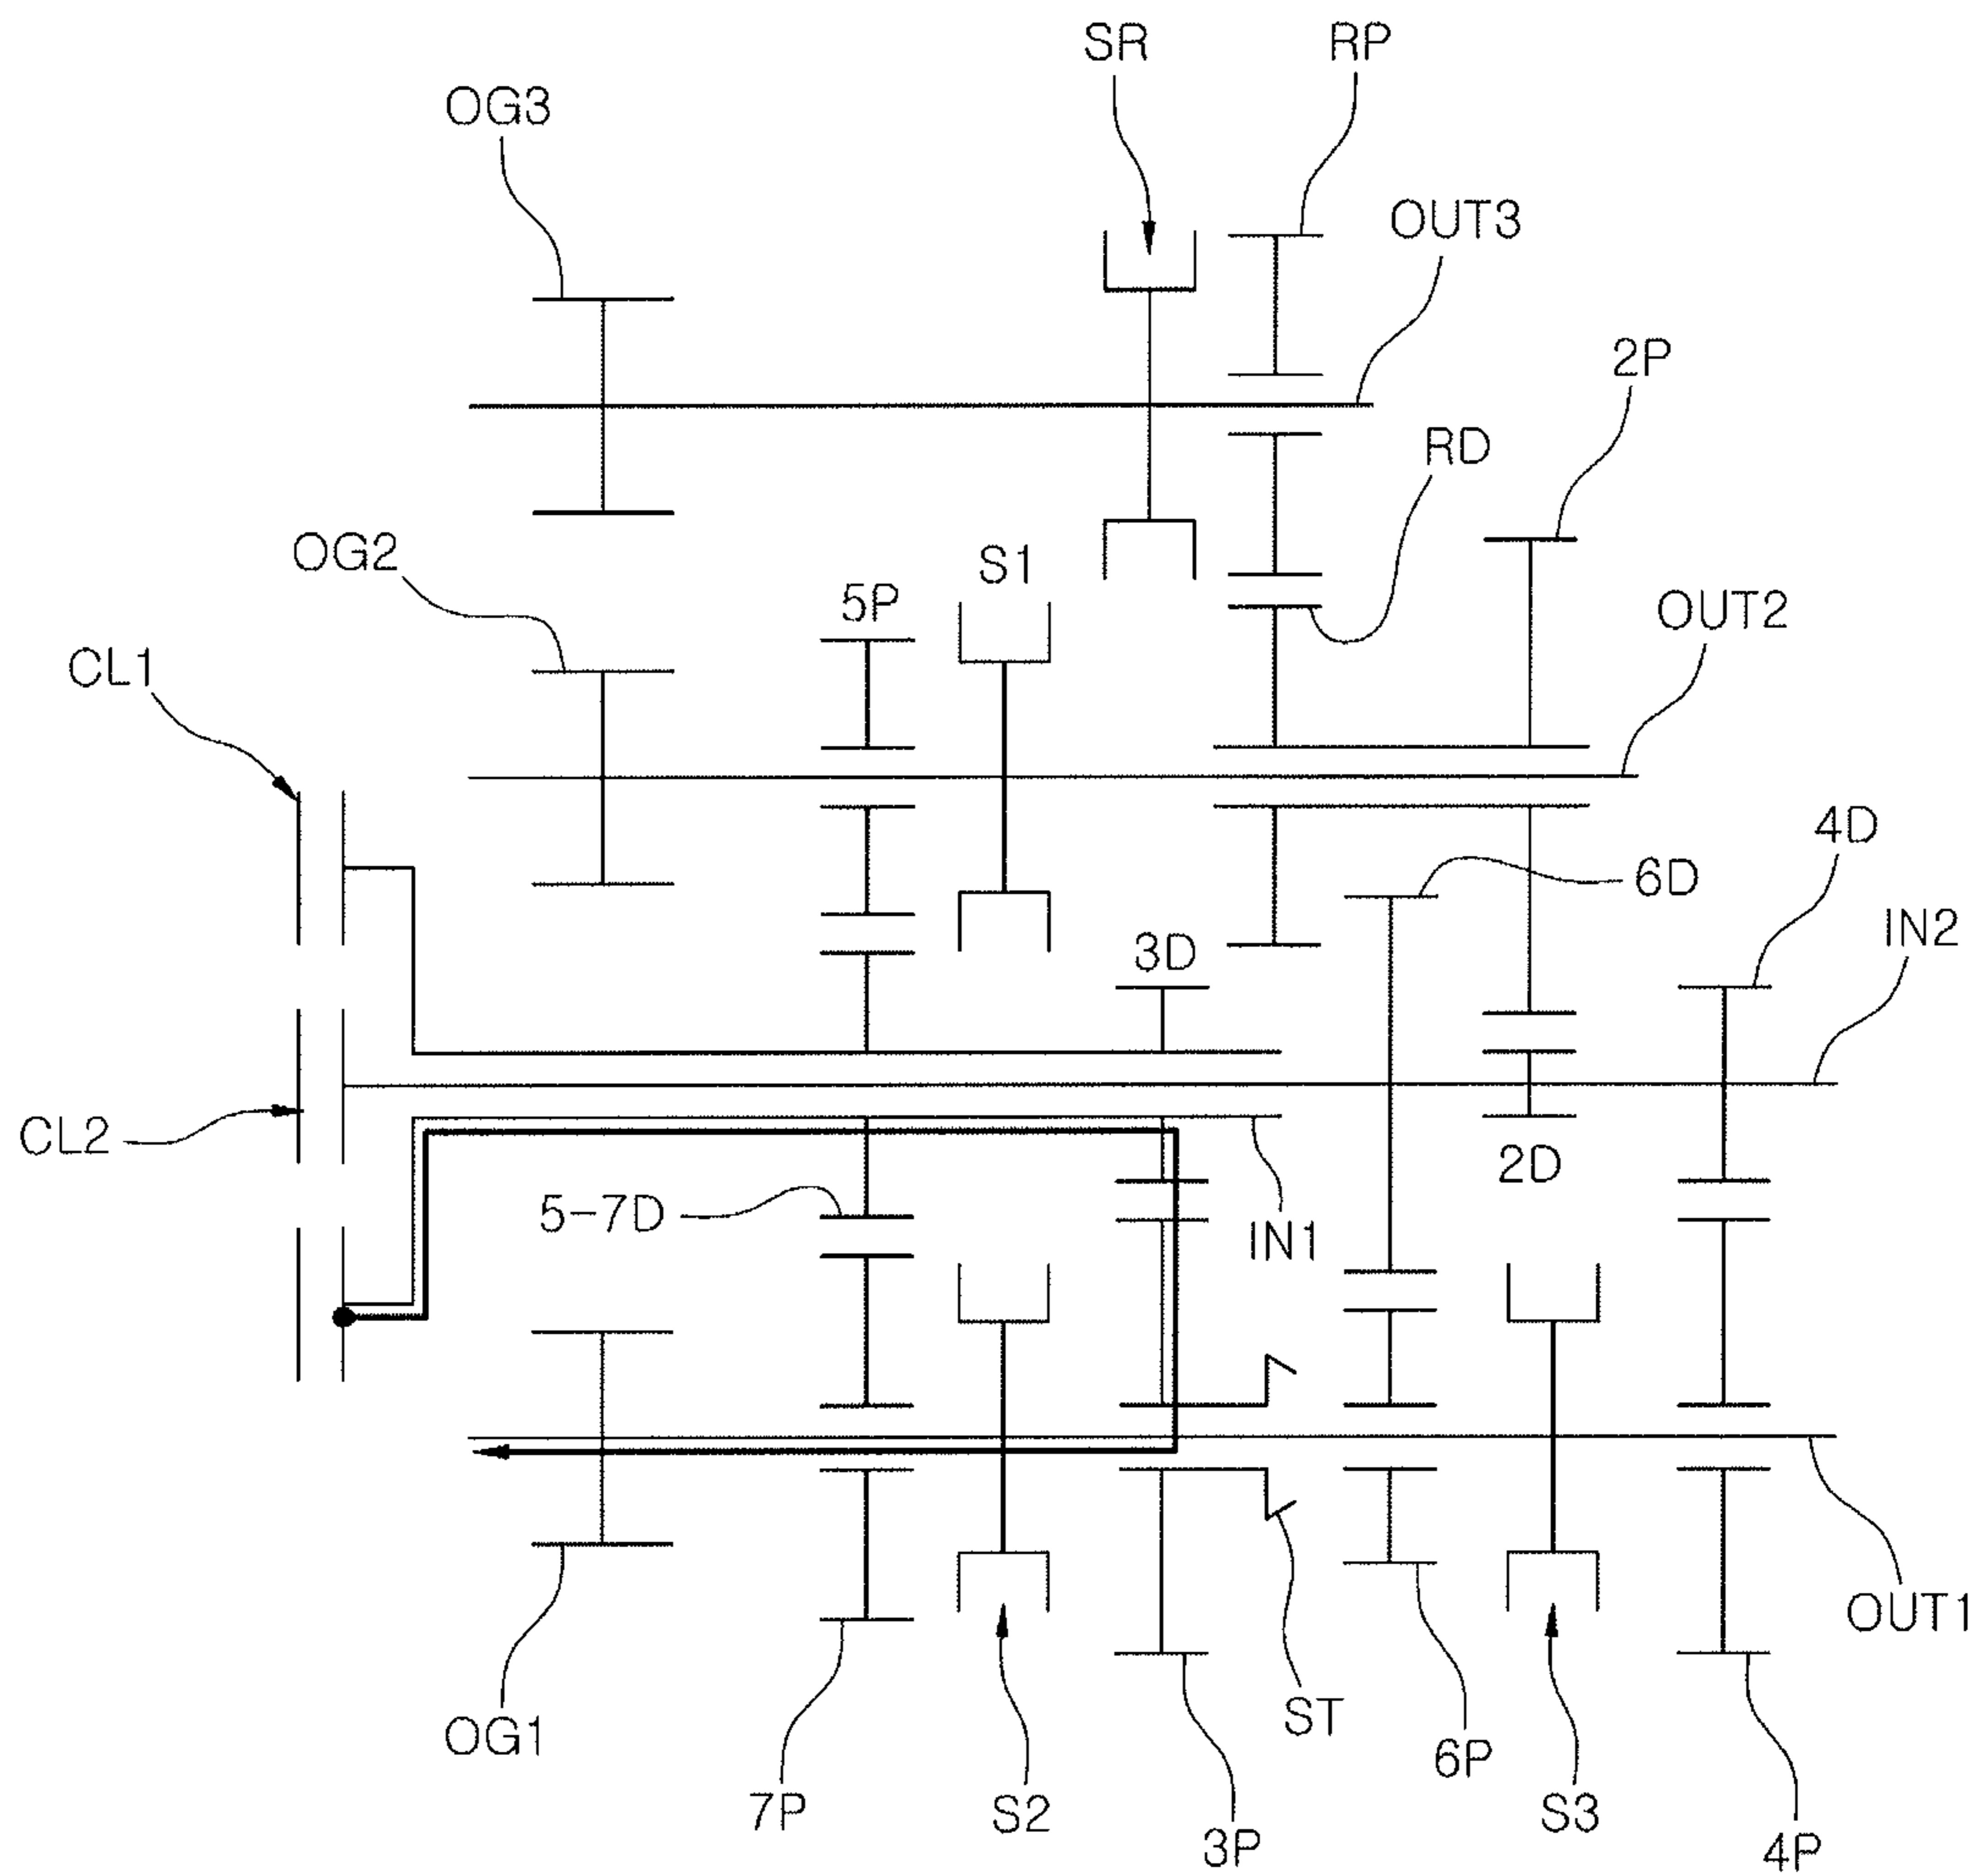 SR
RP
OG3
OUT3
2P
RD
OG2
S1
5P
OUT2
CL1
4D
6D
IN2
3D
CL2
2D
5-7D
IN1
OUT1
ST
OG1
6P
7P
S2
S3
3P
4P